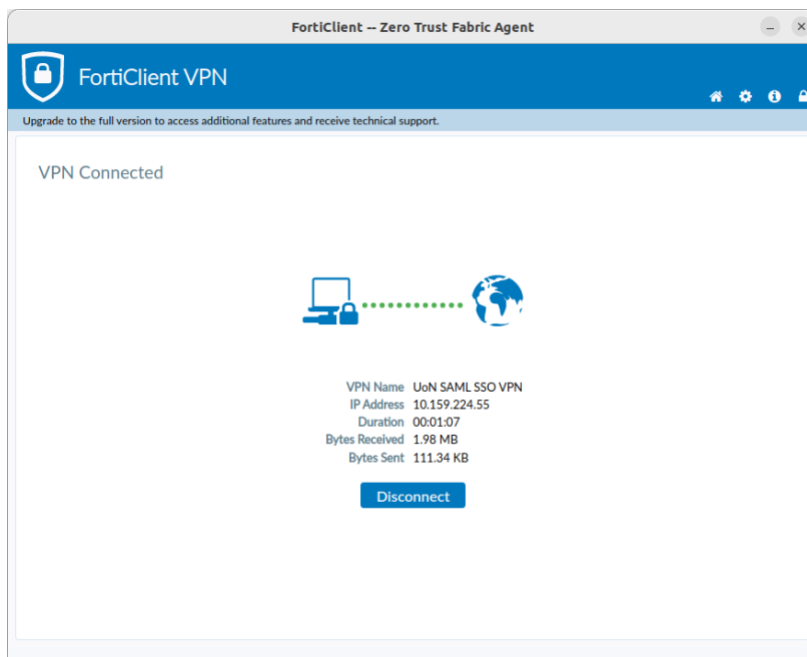 FortiClient -- Zero Trust Fabric Agent
FortiClient VPN
Upgrade to the full version to access additional features and receive technical support.
VPN Connected
VPN Name UoN SAML SSO VPN
IP Address 10.159.224.55
Duration 00:01:07
Bytes Received 1.98 MB
Bytes Sent 111.34 KB
Disconnect